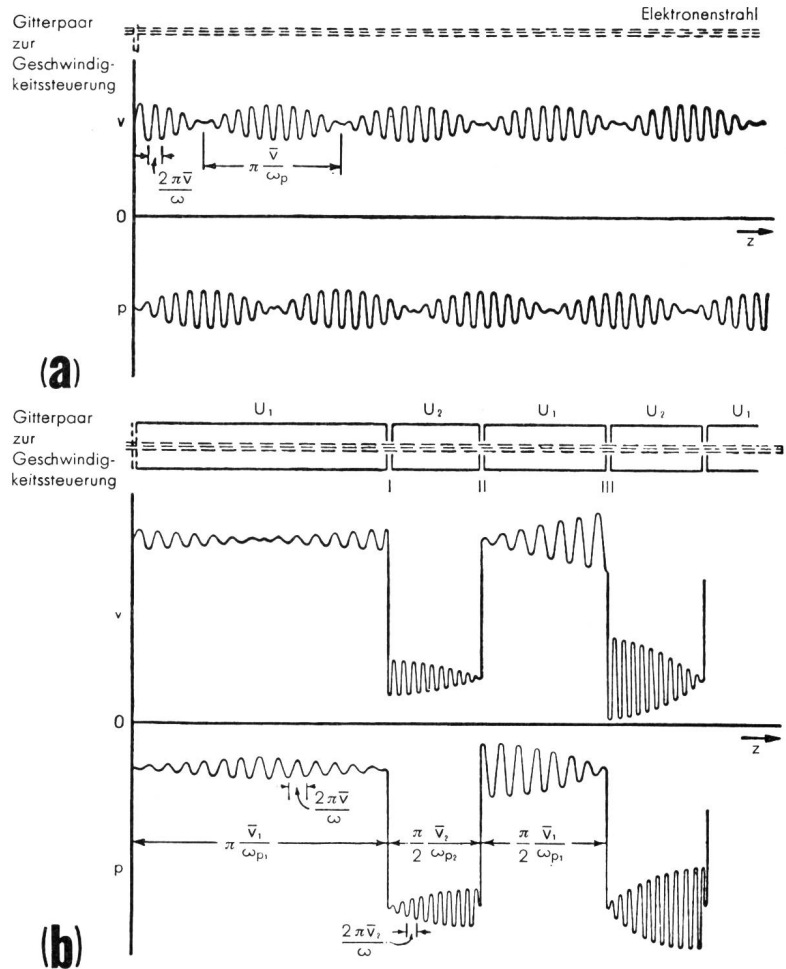 Gitterpaar
zur
Geschwindig-
keitssteuerung
Elektronenstrahl
v
2πv̄/ω
π v̄/ωp
0
z
p
(a)
Gitterpaar
zur
Geschwindig-
keitssteuerung
U₁ U₂ U₁ U₂ U₁
I II III
v
0
z
2πv̄/ω
π v̄₁/ωp₁
π/2 v̄₂/ωp₂
π/2 v̄₁/ωp₁
p
2πv̄₂/ω
(b)